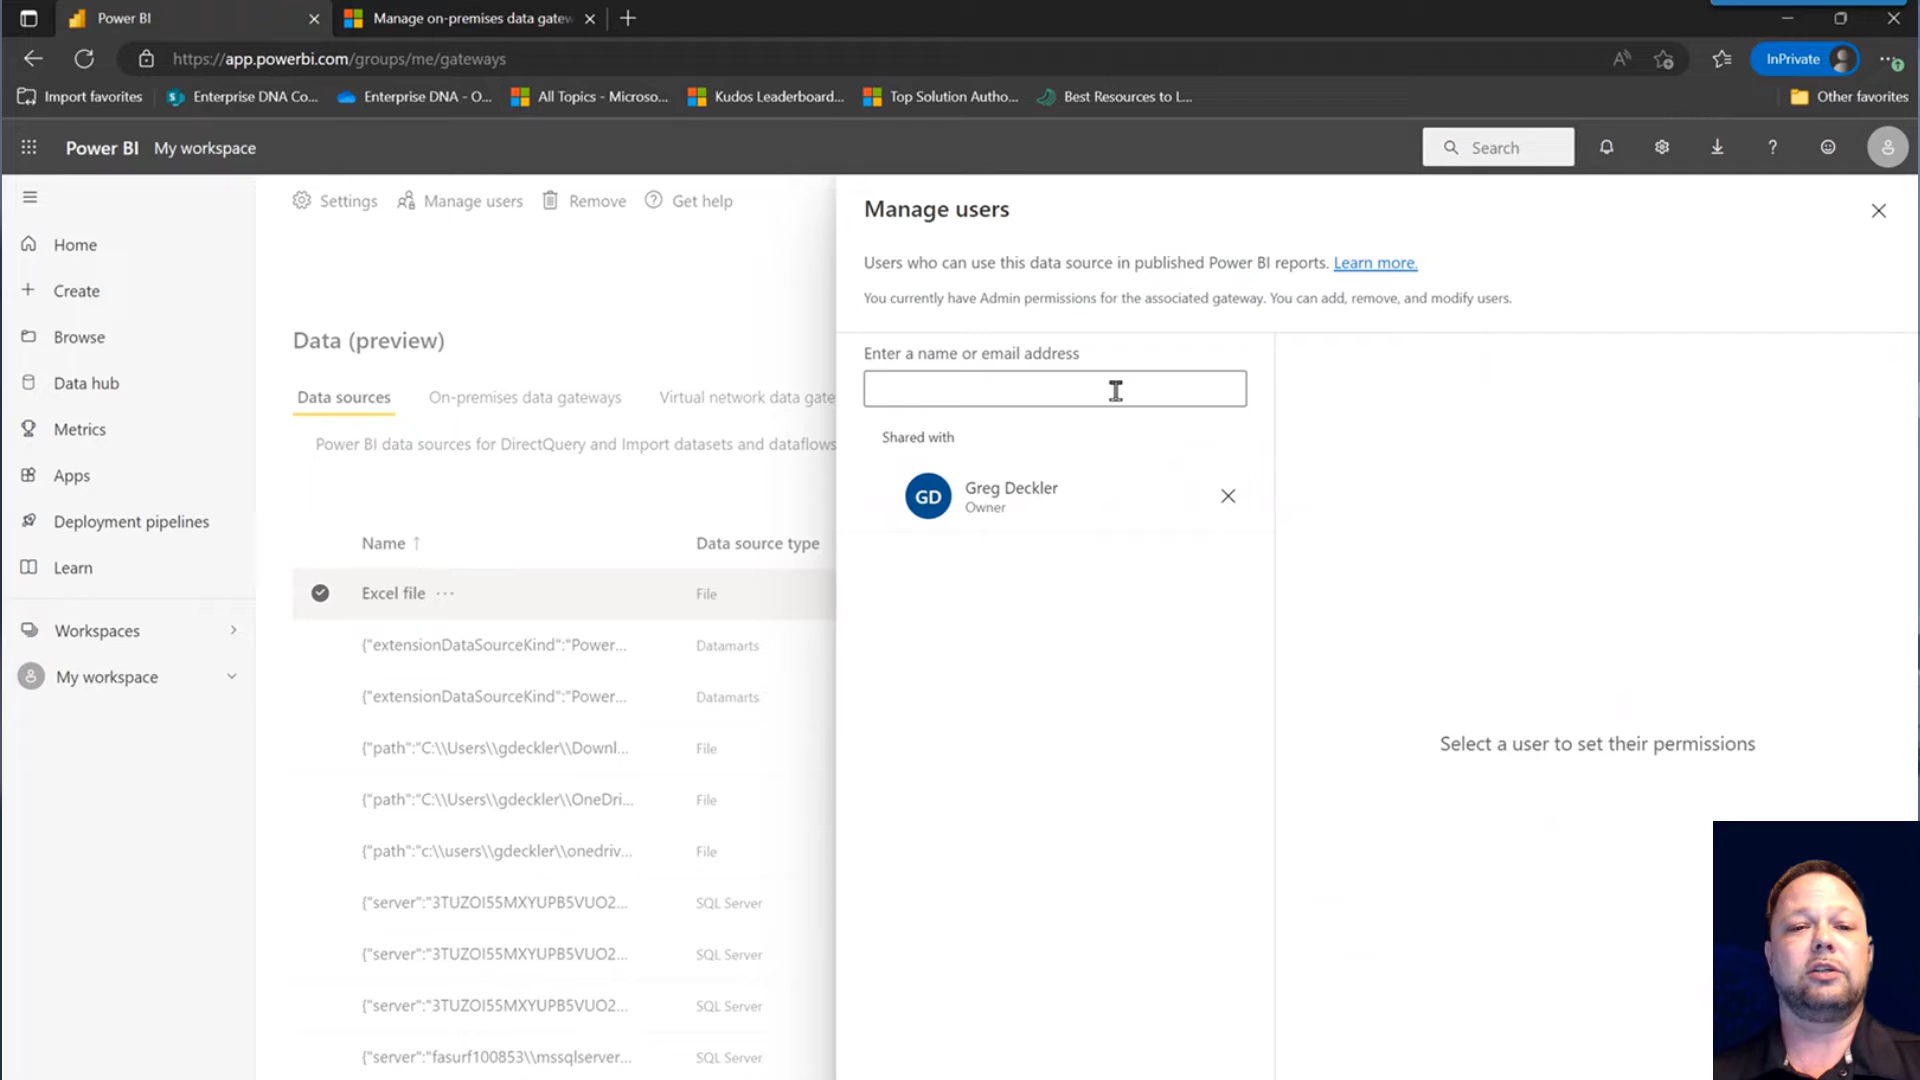 Power BI
Manage on-premises data gatew
https://app.powerbi.com/groups/me/gateways
InPrivate
Import favorites
Enterprise DNA Co...
Enterprise DNA - O...
All Topics - Microso...
Kudos Leaderboard...
Top Solution Autho...
Best Resources to L...
Other favorites
Power BI My workspace
Search
Home
Create
Browse
Data hub
Metrics
Apps
Deployment pipelines
Learn
Workspaces
My workspace
Settings
Manage users
Remove
Get help
Data (preview)
Data sources
On-premises data gateways
Virtual network data gate
Power BI data sources for DirectQuery and Import datasets and dataflows
Name ↑
Data source type
Excel file ...
File
{"extensionDataSourceKind":"Power...
Datamarts
{"extensionDataSourceKind":"Power...
Datamarts
{"path":"C:\\Users\\gdeckler\\Downl...
File
{"path":"C:\\Users\\gdeckler\\OneDri...
File
{"path":"c:\\users\\gdeckler\\onedriv...
File
{"server":"3TUZOI55MXYUPB5VUO2...
SQL Server
{"server":"3TUZOI55MXYUPB5VUO2...
SQL Server
{"server":"3TUZOI55MXYUPB5VUO2...
SQL Server
{"server":"fasurf100853\\mssqlserver...
SQL Server
Manage users
Users who can use this data source in published Power BI reports. Learn more.
You currently have Admin permissions for the associated gateway. You can add, remove, and modify users.
Enter a name or email address
Shared with
GD
Greg Deckler
Owner
Select a user to set their permissions